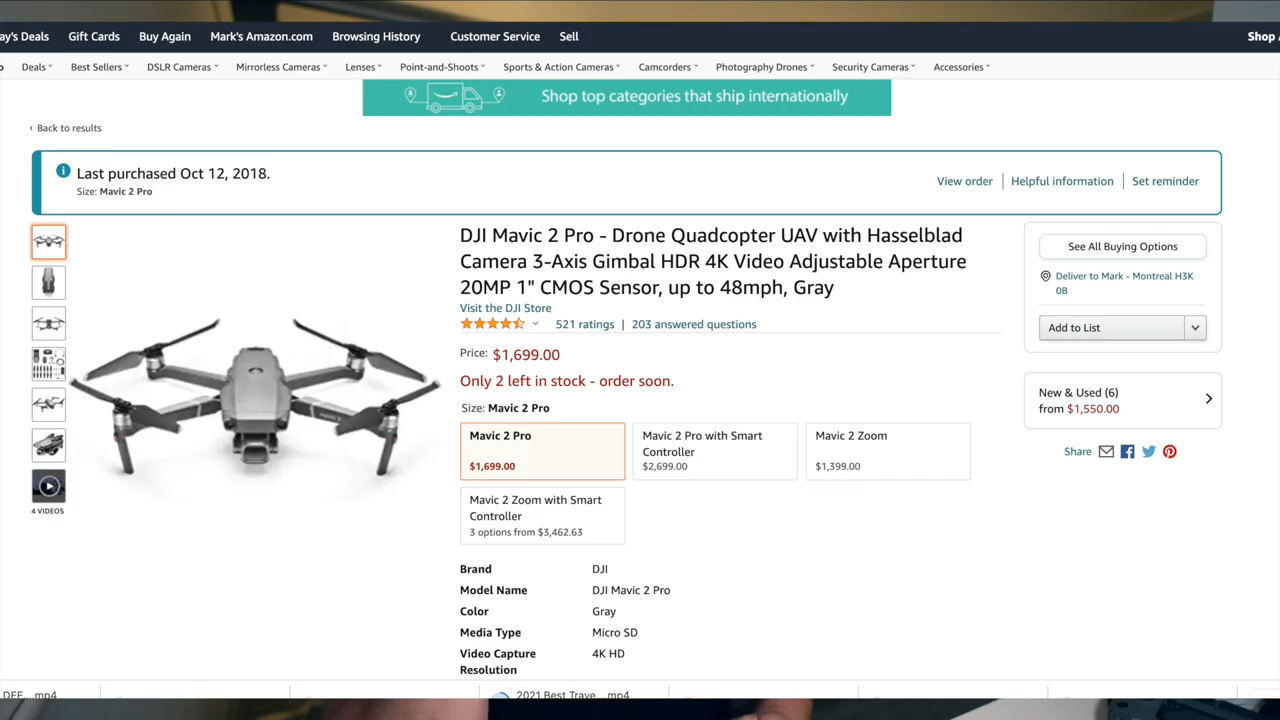 ay's Deals Gift Cards Buy Again Mark's Amazon.com Browsing History Customer Service Sell Shop
Deals Best Sellers DSLR Cameras Mirrorless Cameras Lenses Point-and-Shoots Sports & Action Cameras Camcorders Photography Drones Security Cameras Accessories
Shop top categories that ship internationally
‹ Back to results
Last purchased Oct 12, 2018.
Size: Mavic 2 Pro
View order Helpful information Set reminder
DJI Mavic 2 Pro - Drone Quadcopter UAV with Hasselblad
Camera 3-Axis Gimbal HDR 4K Video Adjustable Aperture
20MP 1" CMOS Sensor, up to 48mph, Gray
Visit the DJI Store
521 ratings | 203 answered questions
Price: $1,699.00
Only 2 left in stock - order soon.
Size: Mavic 2 Pro
Mavic 2 Pro
$1,699.00
Mavic 2 Pro with Smart
Controller
$2,699.00
Mavic 2 Zoom
$1,399.00
Mavic 2 Zoom with Smart
Controller
3 options from $3,462.63
Brand DJI
Model Name DJI Mavic 2 Pro
Color Gray
Media Type Micro SD
Video Capture 4K HD
Resolution
4 VIDEOS
See All Buying Options
Deliver to Mark - Montreal H3K
0B
Add to List
New & Used (6)
from $1,550.00
Share
DFF....mp4 2021 Best Trave....mp4